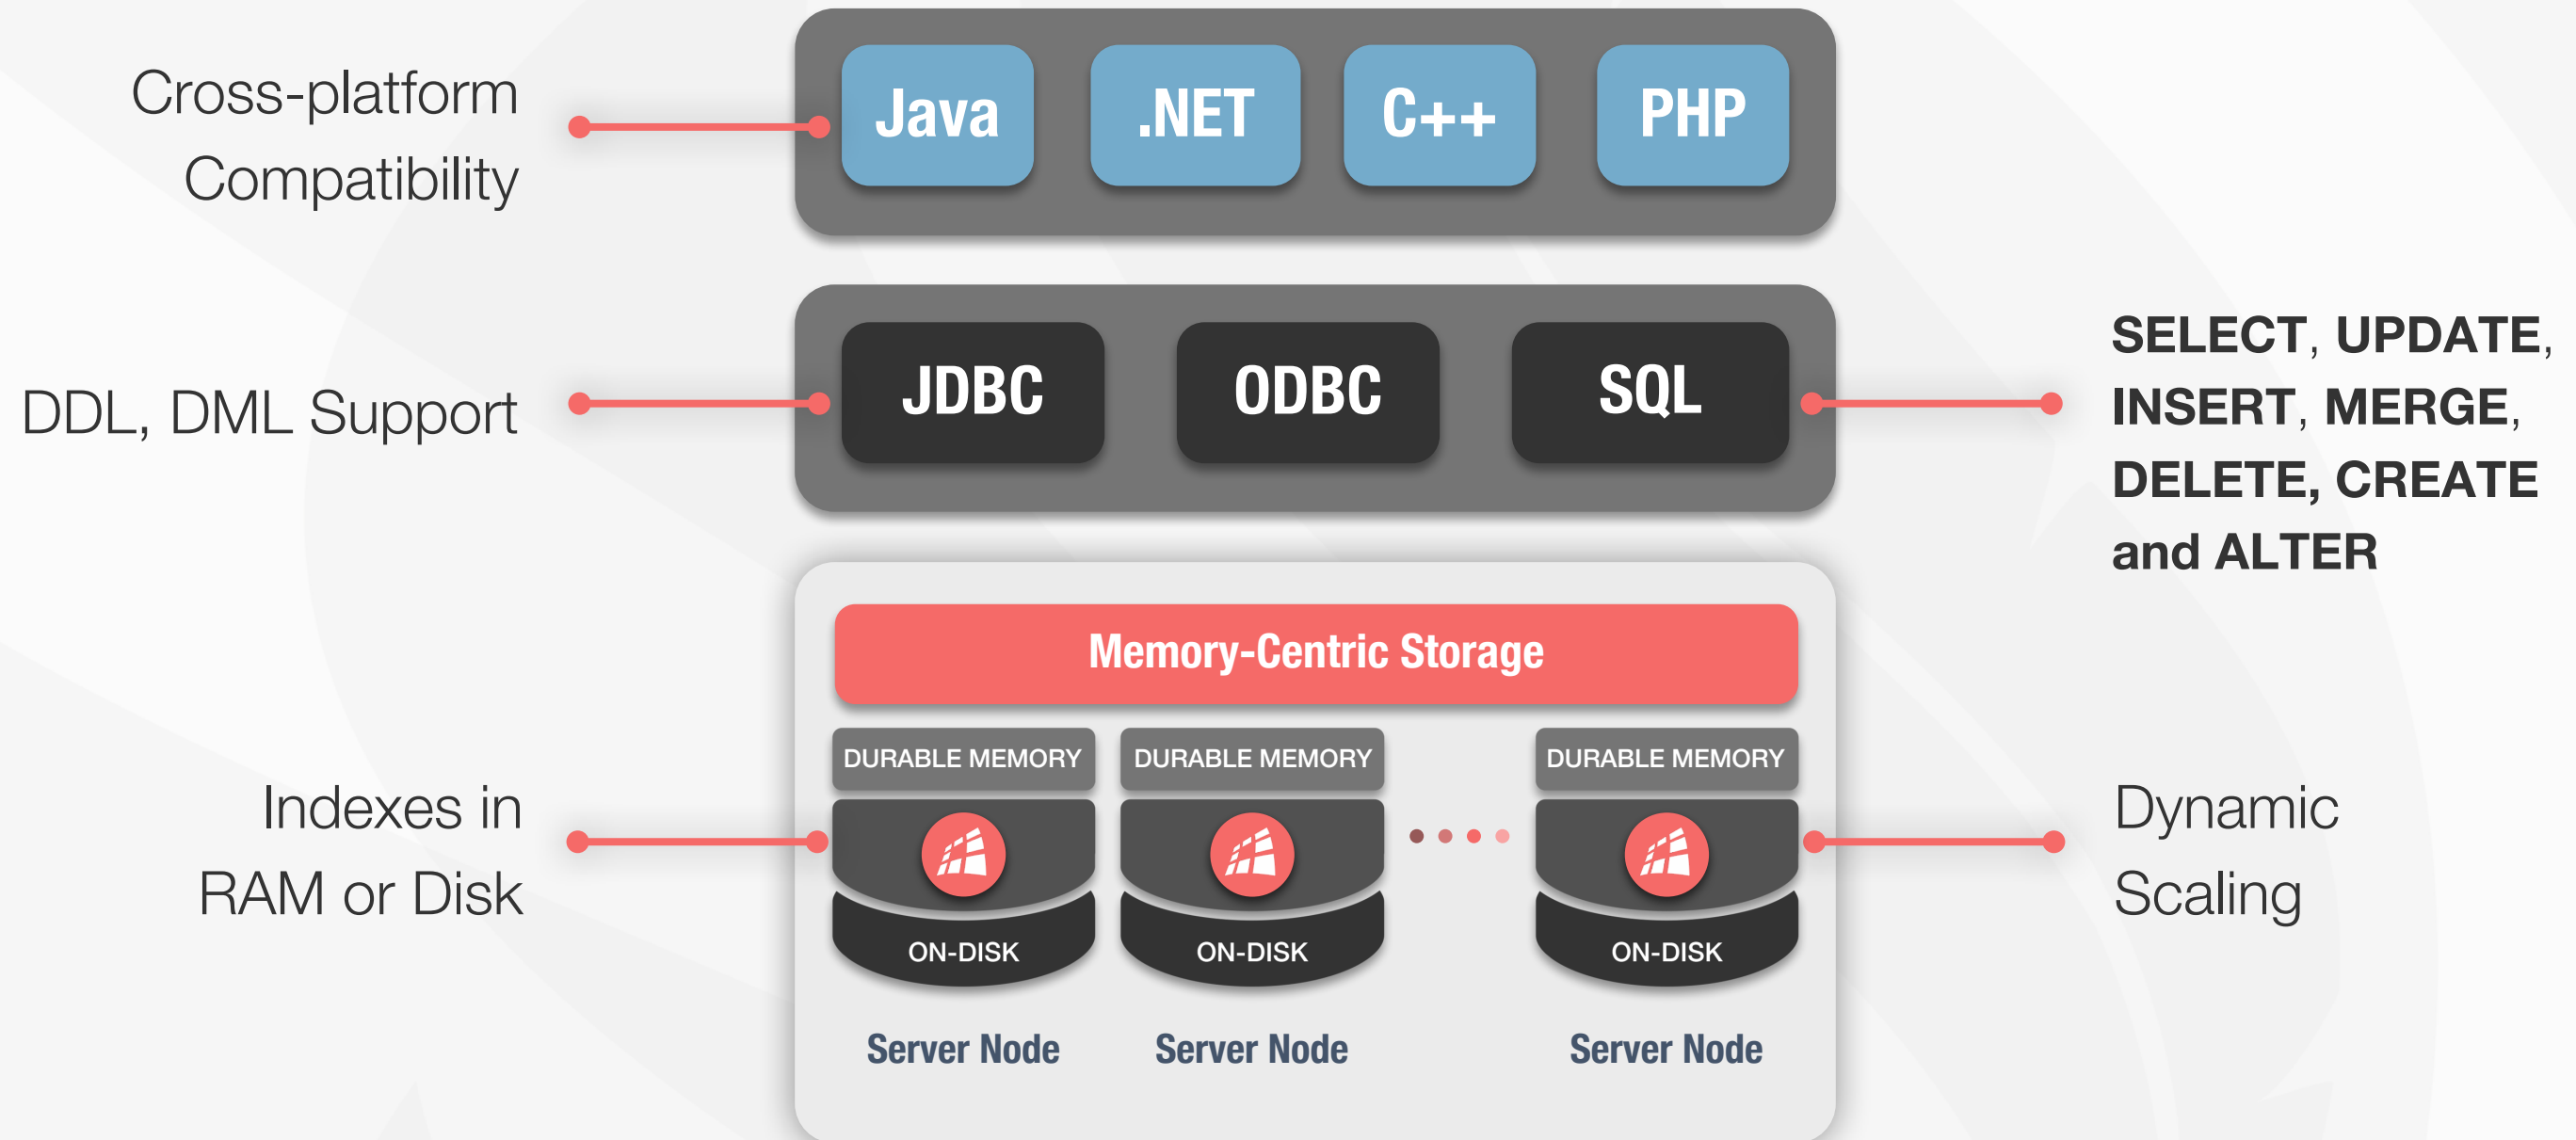 Cross-platform
Compatibility
Java
.NET
C++
PHP
DDL, DML Support
JDBC
ODBC
SQL
SELECT, UPDATE,
INSERT, MERGE,
DELETE, CREATE
and ALTER
Memory-Centric Storage
DURABLE MEMORY
DURABLE MEMORY
DURABLE MEMORY
Indexes in
RAM or Disk
Dynamic
Scaling
ON-DISK
ON-DISK
ON-DISK
Server Node
Server Node
Server Node